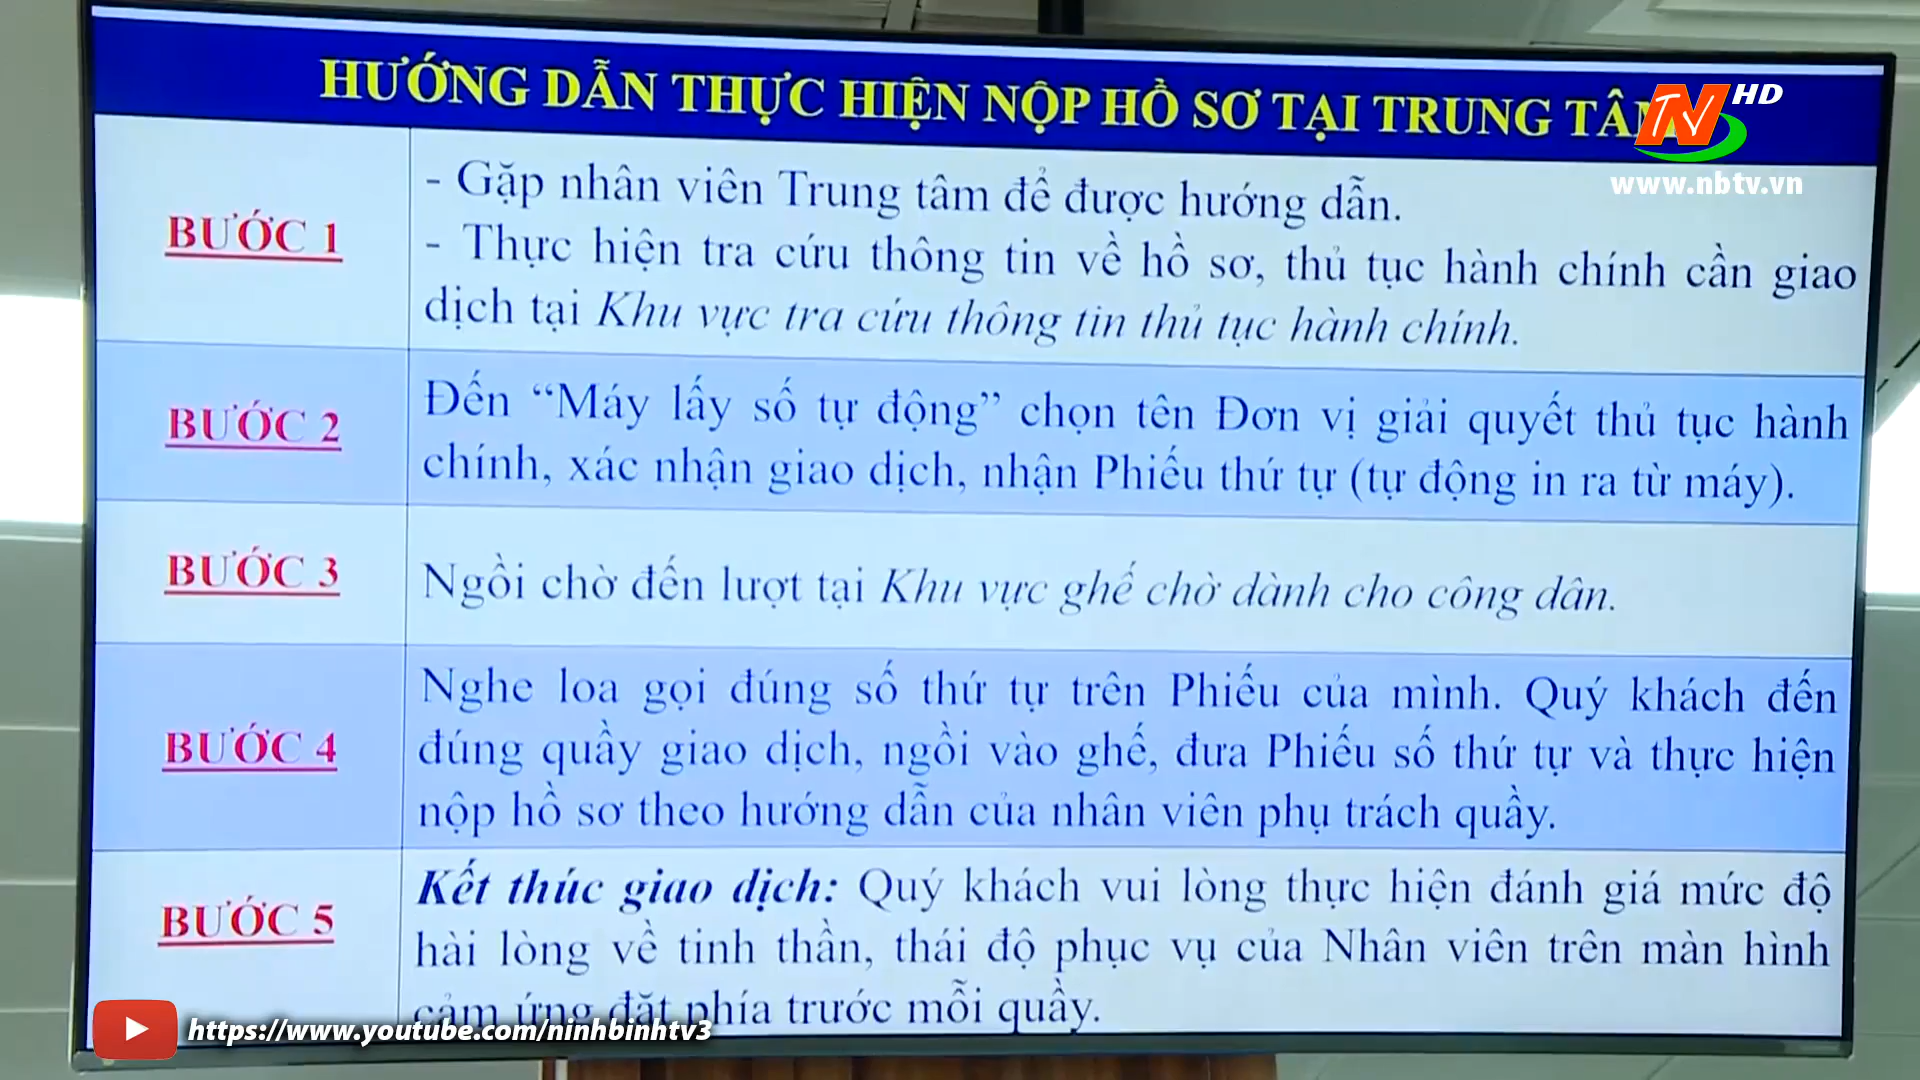 HƯỚNG DẪN THỰC HIỆN NỘP HỒ SƠ TẠI TRUNG TÂM
TV HD
www.nbtv.vn
BƯỚC 1
- Gặp nhân viên Trung tâm để được hướng dẫn.
- Thực hiện tra cứu thông tin về hồ sơ, thủ tục hành chính cần giao
dịch tại Khu vực tra cứu thông tin thủ tục hành chính.
BƯỚC 2
Đến “Máy lấy số tự động” chọn tên Đơn vị giải quyết thủ tục hành
chính, xác nhận giao dịch, nhận Phiếu thứ tự (tự động in ra từ máy).
BƯỚC 3
Ngồi chờ đến lượt tại Khu vực ghế chờ dành cho công dân.
BƯỚC 4
Nghe loa gọi đúng số thứ tự trên Phiếu của mình. Quý khách đến
đúng quầy giao dịch, ngồi vào ghế, đưa Phiếu số thứ tự và thực hiện
nộp hồ sơ theo hướng dẫn của nhân viên phụ trách quầy.
BƯỚC 5
Kết thúc giao dịch: Quý khách vui lòng thực hiện đánh giá mức độ
hài lòng về tinh thần, thái độ phục vụ của Nhân viên trên màn hình
cảm ứng đặt phía trước mỗi quầy.
https://www.youtube.com/ninhbinhtv3